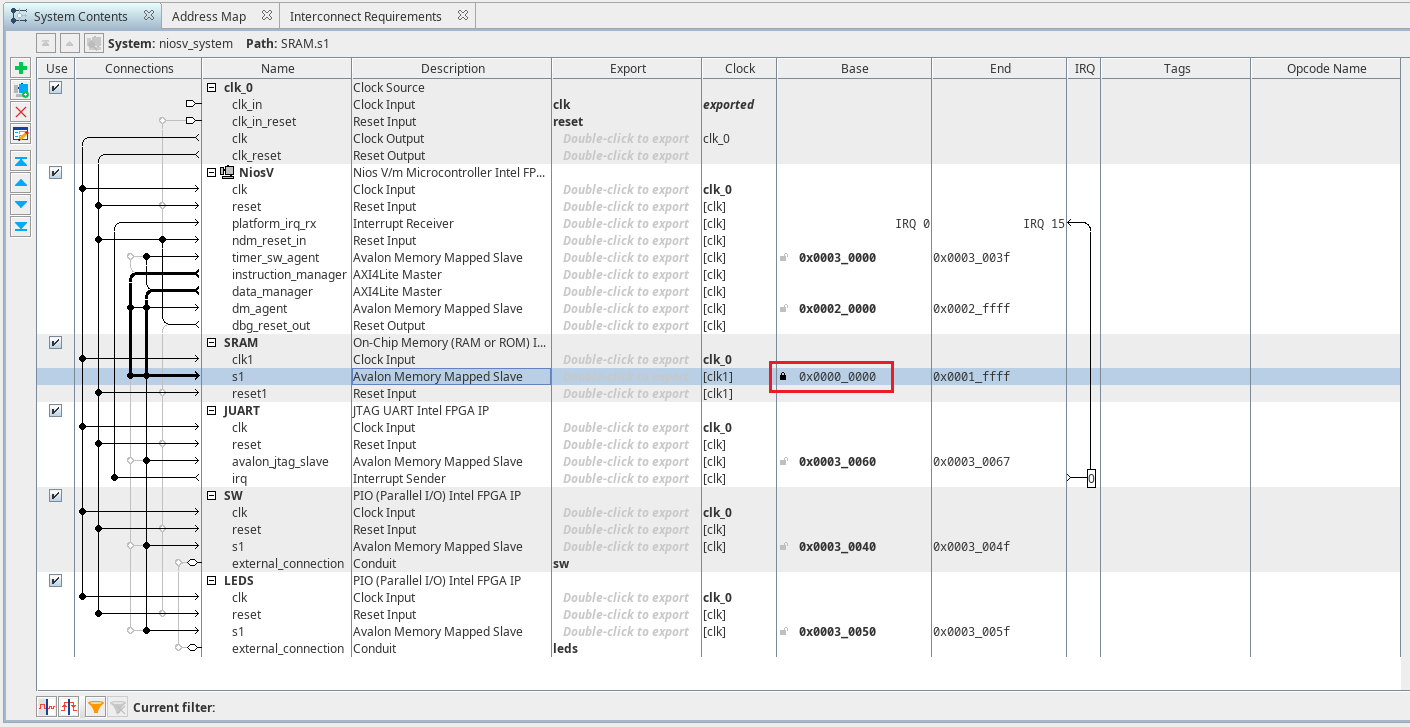 System Contents Address Map Interconnect Requirements
System: niosv_system Path: SRAM.s1
Use Connections Name Description Export Clock Base End IRQ Tags Opcode Name
clk_0 Clock Source
clk_in Clock Input clk exported
clk_in_reset Reset Input reset
clk Clock Output Double-click to export clk_0
clk_reset Reset Output Double-click to export
NiosV Nios V/m Microcontroller Intel FP...
clk Clock Input Double-click to export clk_0
reset Reset Input Double-click to export [clk]
platform_irq_rx Interrupt Receiver Double-click to export [clk] IRQ 0 IRQ 15
ndm_reset_in Reset Input Double-click to export [clk]
timer_sw_agent Avalon Memory Mapped Slave Double-click to export [clk] 0x0003_0000 0x0003_003f
instruction_manager AXI4Lite Master Double-click to export [clk]
data_manager AXI4Lite Master Double-click to export [clk]
dm_agent Avalon Memory Mapped Slave Double-click to export [clk] 0x0002_0000 0x0002_ffff
dbg_reset_out Reset Output Double-click to export [clk]
SRAM On-Chip Memory (RAM or ROM) I...
clk1 Clock Input Double-click to export clk_0
s1 Avalon Memory Mapped Slave Double-click to export [clk1] 0x0000_0000 0x0001_ffff
reset1 Reset Input Double-click to export [clk1]
JUART JTAG UART Intel FPGA IP
clk Clock Input Double-click to export clk_0
reset Reset Input Double-click to export [clk]
avalon_jtag_slave Avalon Memory Mapped Slave Double-click to export [clk] 0x0003_0060 0x0003_0067
irq Interrupt Sender Double-click to export [clk] 0
SW PIO (Parallel I/O) Intel FPGA IP
clk Clock Input Double-click to export clk_0
reset Reset Input Double-click to export [clk]
s1 Avalon Memory Mapped Slave Double-click to export [clk] 0x0003_0040 0x0003_004f
external_connection Conduit sw
LEDS PIO (Parallel I/O) Intel FPGA IP
clk Clock Input Double-click to export clk_0
reset Reset Input Double-click to export [clk]
s1 Avalon Memory Mapped Slave Double-click to export [clk] 0x0003_0050 0x0003_005f
external_connection Conduit leds
Current filter: